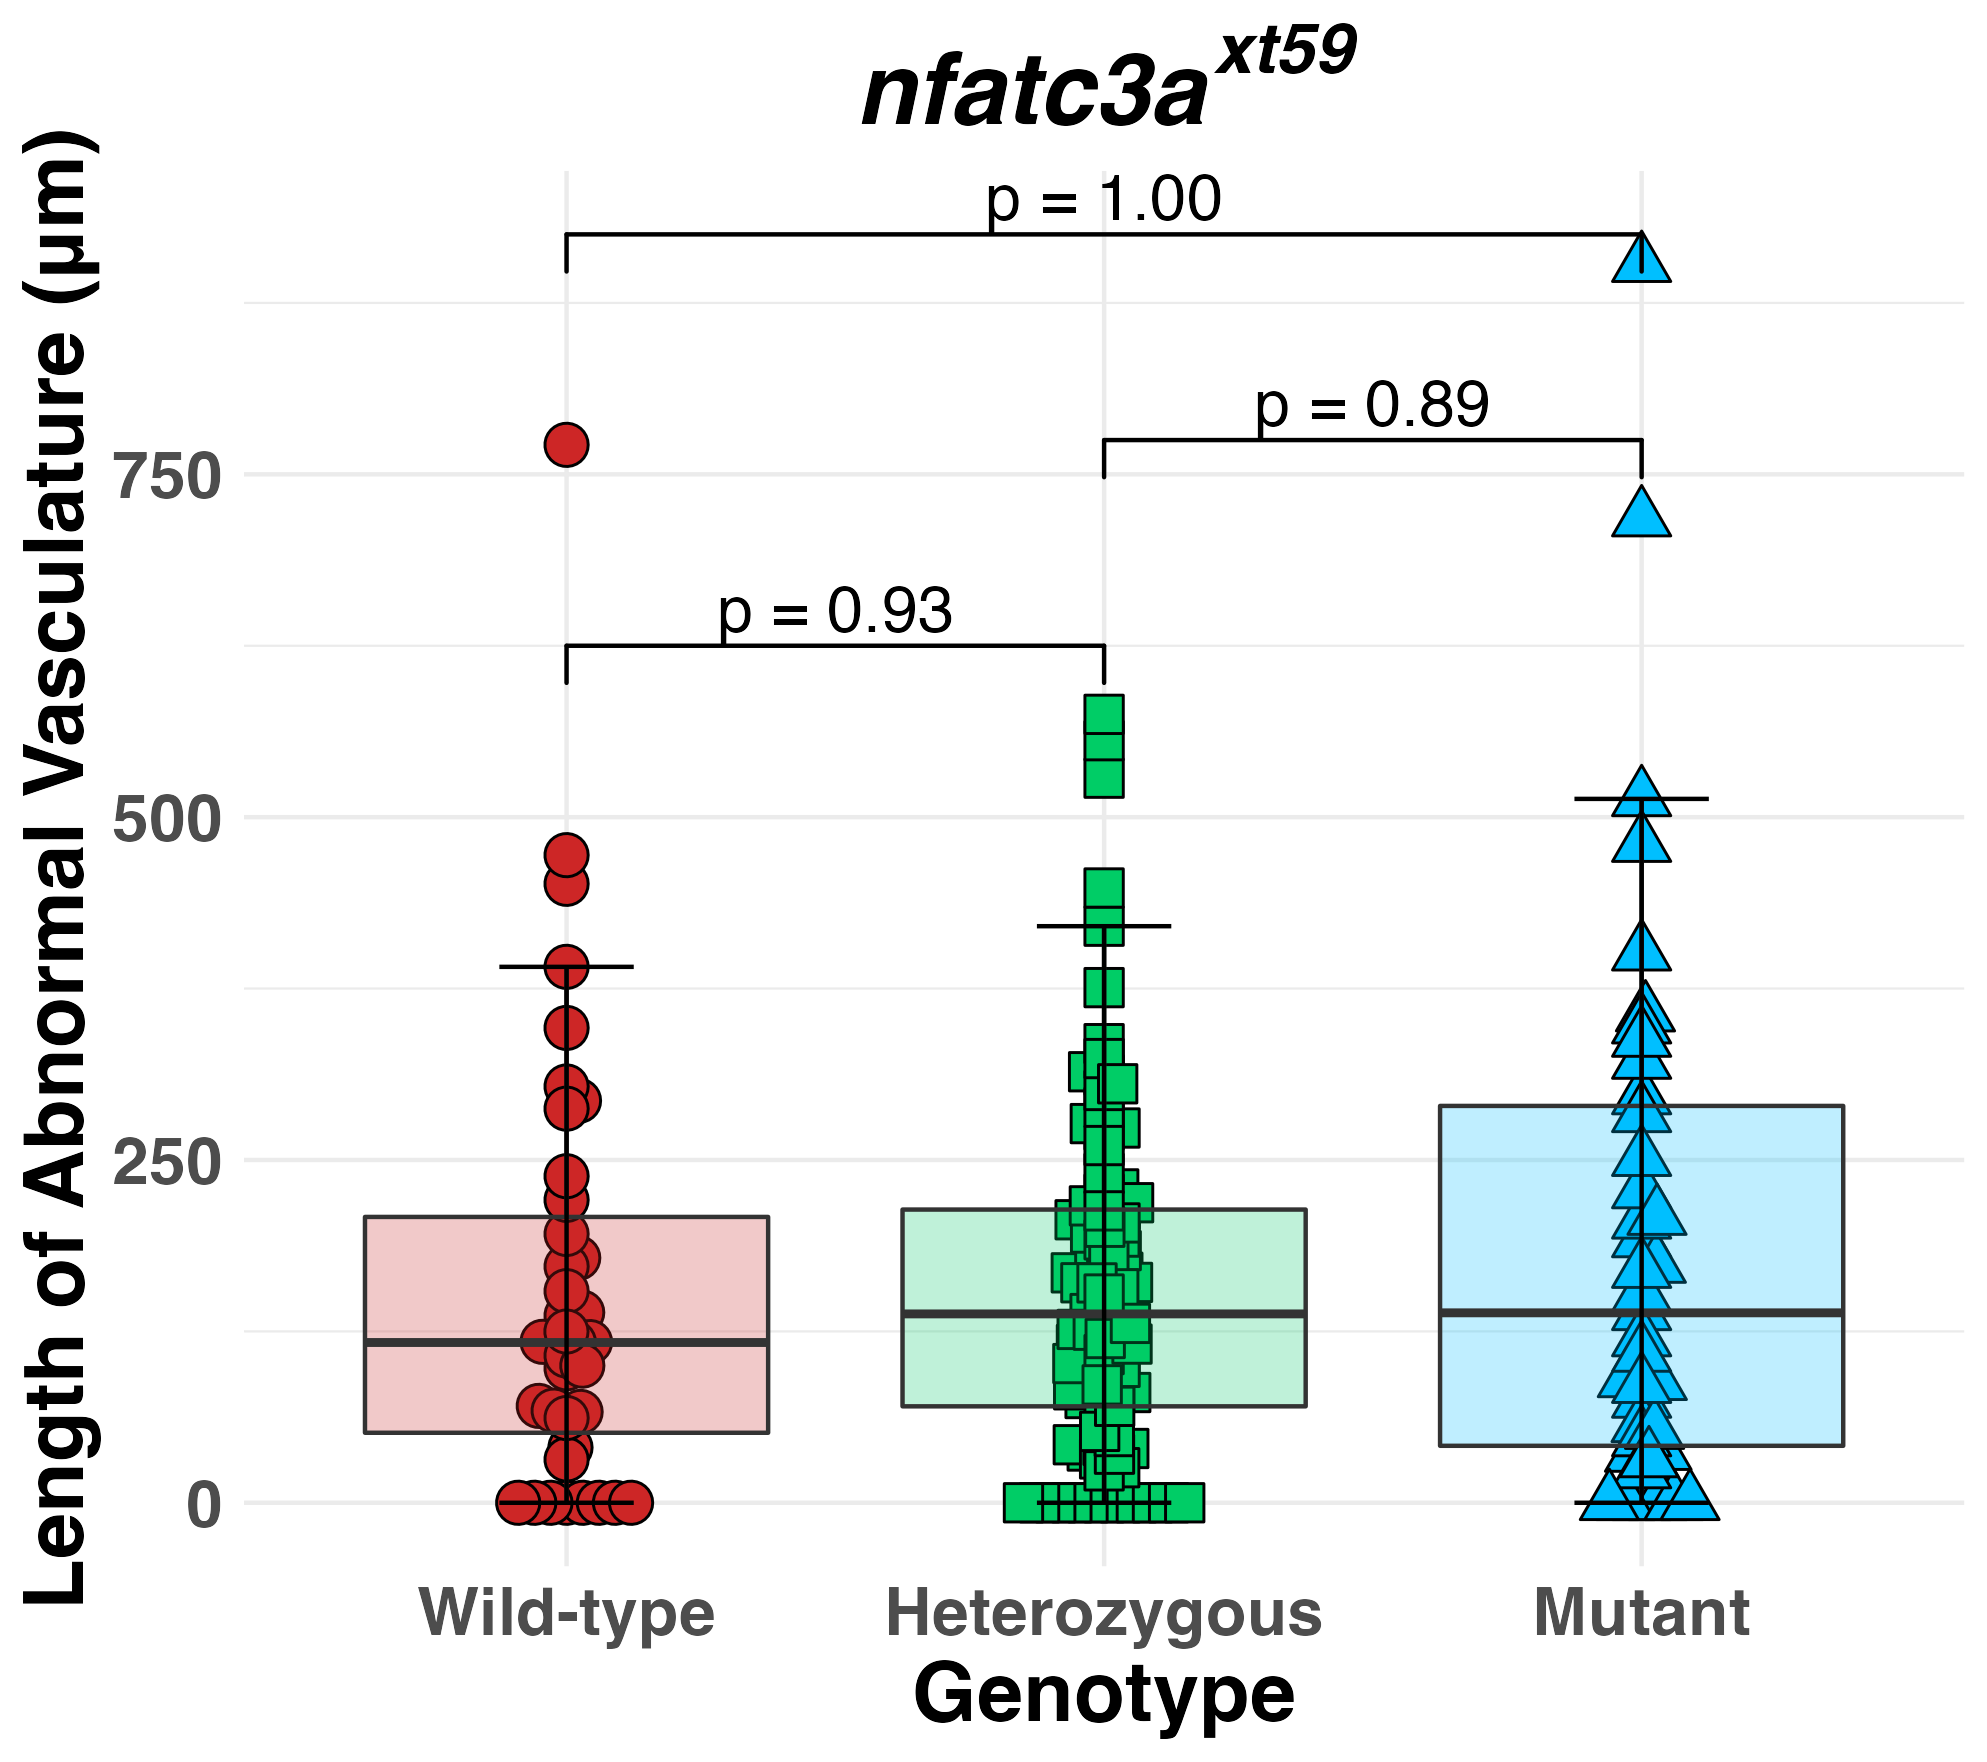 nfatc3a^xt59
p = 1.00
p = 0.89
p = 0.93
Length of Abnormal Vasculature (µm)
750
500
250
0
Wild-type Heterozygous Mutant
Genotype